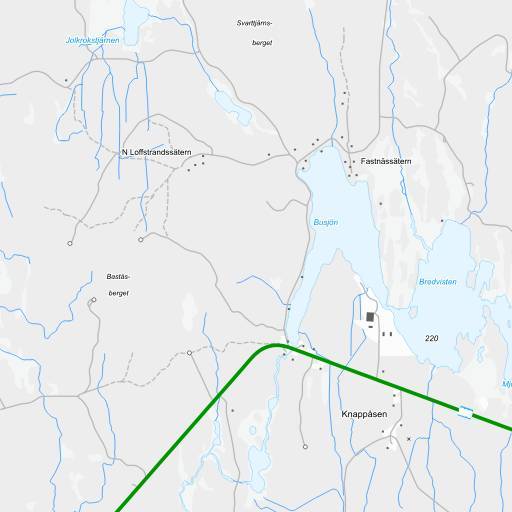 Svarttjärns-
berget
Jolkrokstjärnen
N Loffstrandssätern
Fastnässätern
Busjön
Bastås-
berget
Bredvisten
220
Knappåsen